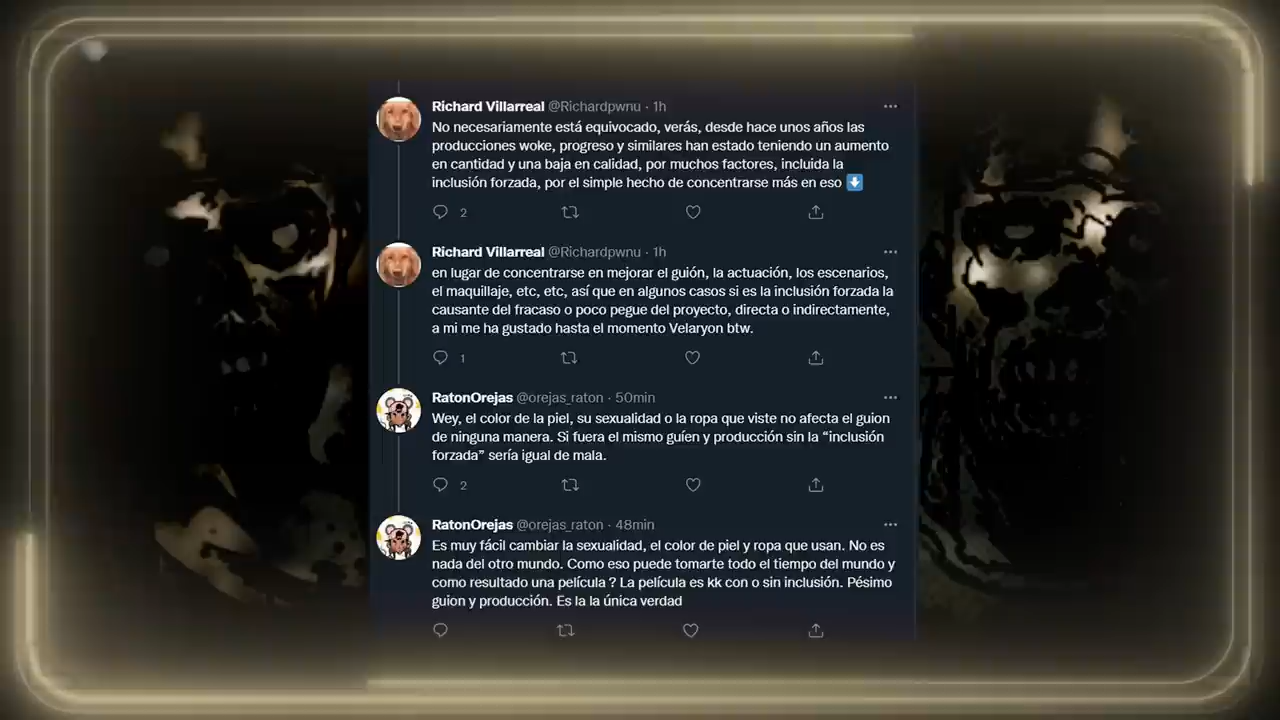 Richard Villarreal @Richardpwnu · 1h
No necesariamente está equivocado, verás, desde hace unos años las
producciones woke, progreso y similares han estado teniendo un aumento
en cantidad y una baja en calidad, por muchos factores, incluida la
inclusión forzada, por el simple hecho de concentrarse más en eso ⬇️
2
Richard Villarreal @Richardpwnu · 1h
en lugar de concentrarse en mejorar el guión, la actuación, los escenarios,
el maquillaje, etc, etc, así que en algunos casos si es la inclusión forzada la
causante del fracaso o poco pegue del proyecto, directa o indirectamente,
a mi me ha gustado hasta el momento Velaryon btw.
1
RatonOrejas @orejas_raton · 50min
Wey, el color de la piel, su sexualidad o la ropa que viste no afecta el guion
de ninguna manera. Si fuera el mismo guíen y producción sin la “inclusión
forzada” sería igual de mala.
2
RatonOrejas @orejas_raton · 48min
Es muy fácil cambiar la sexualidad, el color de piel y ropa que usan. No es
nada del otro mundo. Como eso puede tomarte todo el tiempo del mundo y
como resultado una película ? La película es kk con o sin inclusión. Pésimo
guion y producción. Es la la única verdad